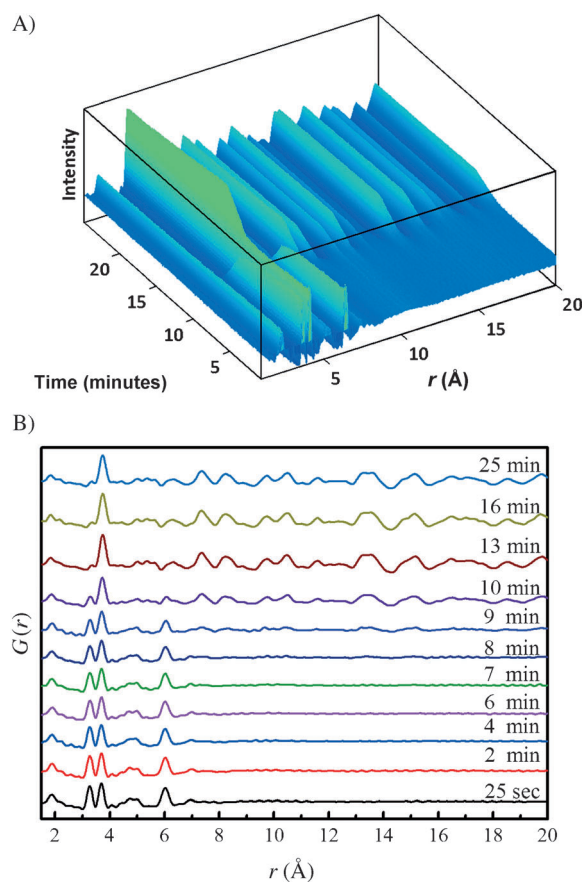 A)
Intensity
20
15
10
5
Time (minutes)
5
10
15
20
r (Å)
B)
25 min
16 min
13 min
10 min
9 min
8 min
7 min
6 min
4 min
2 min
25 sec
G(r)
2 4 6 8 10 12 14 16 18 20
r (Å)